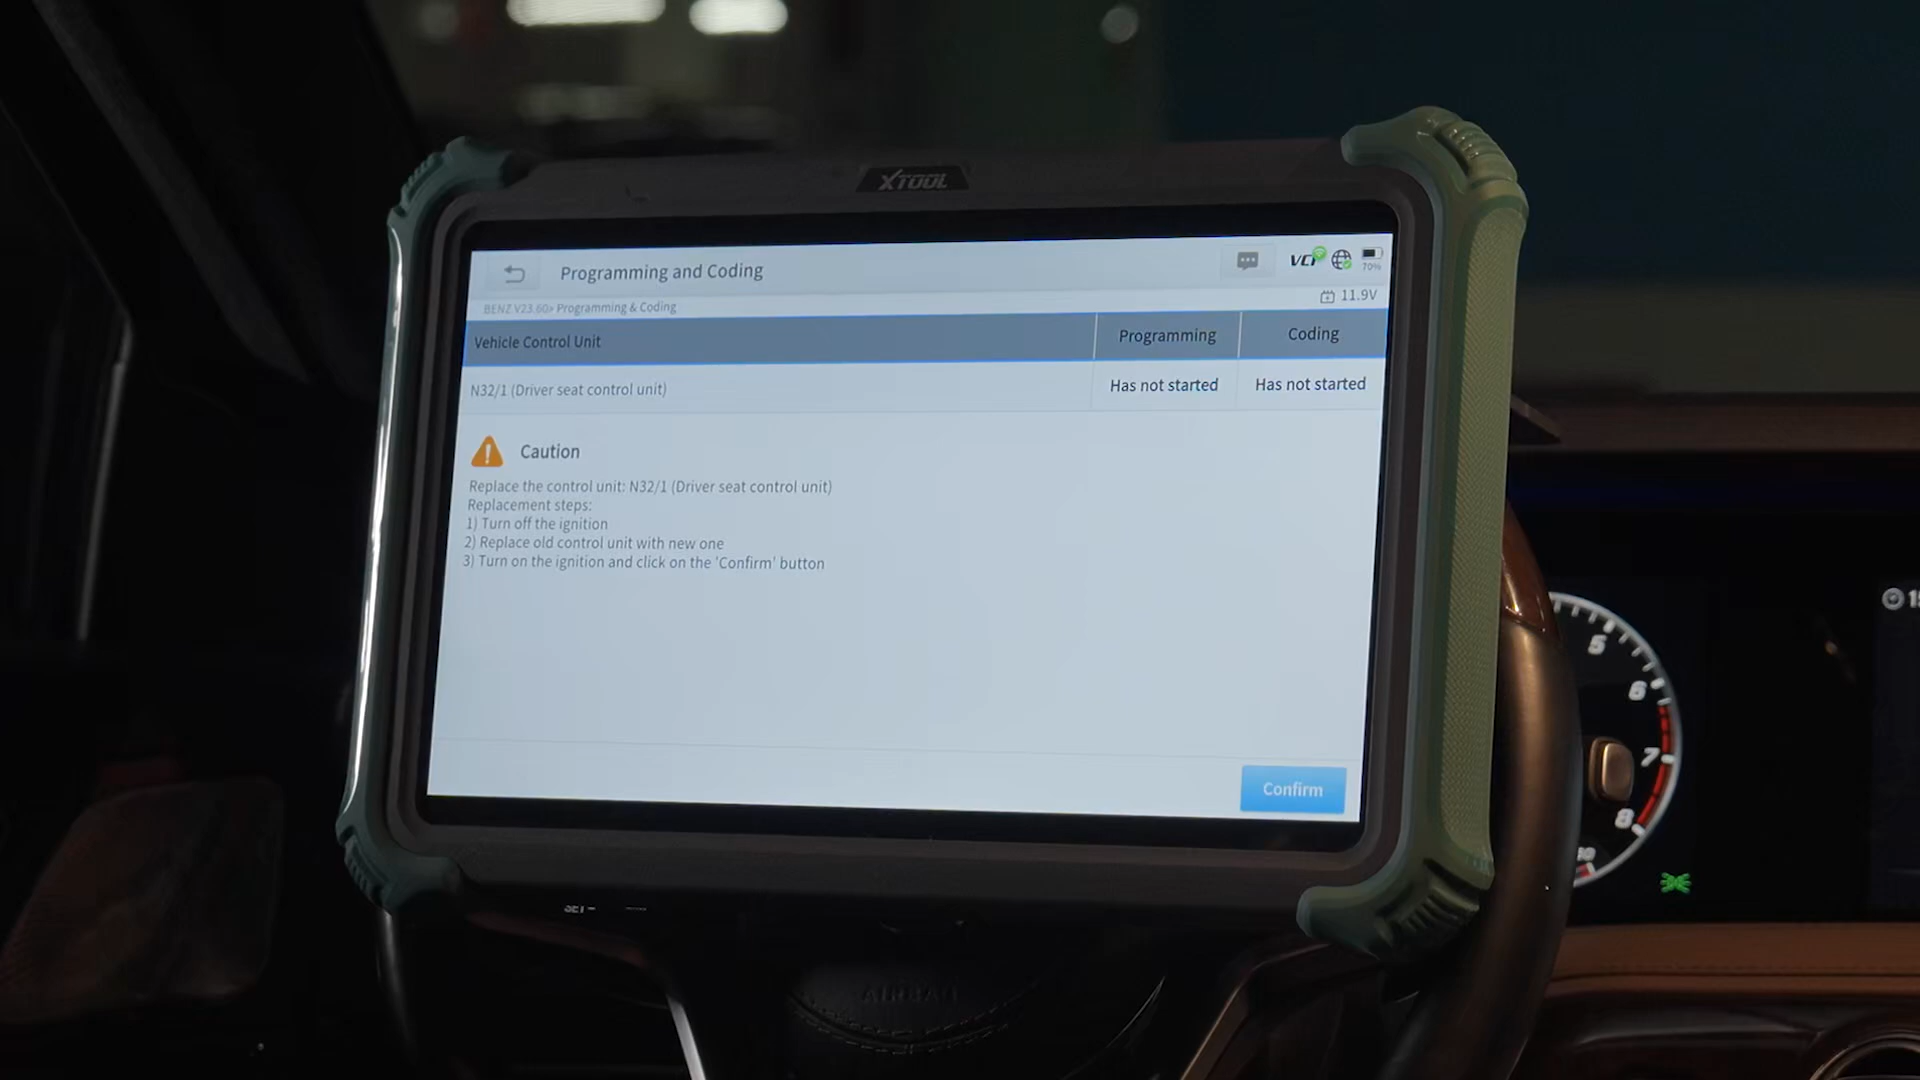 XTOOL
Programming and Coding
VCI
70%
BENZ V23.60> Programming & Coding
11.9V
Vehicle Control Unit
Programming
Coding
N32/1 (Driver seat control unit)
Has not started
Has not started
Caution
Replace the control unit: N32/1 (Driver seat control unit)
Replacement steps:
1) Turn off the ignition
2) Replace old control unit with new one
3) Turn on the ignition and click on the 'Confirm' button
Confirm
5
6
7
8
AIRBAG